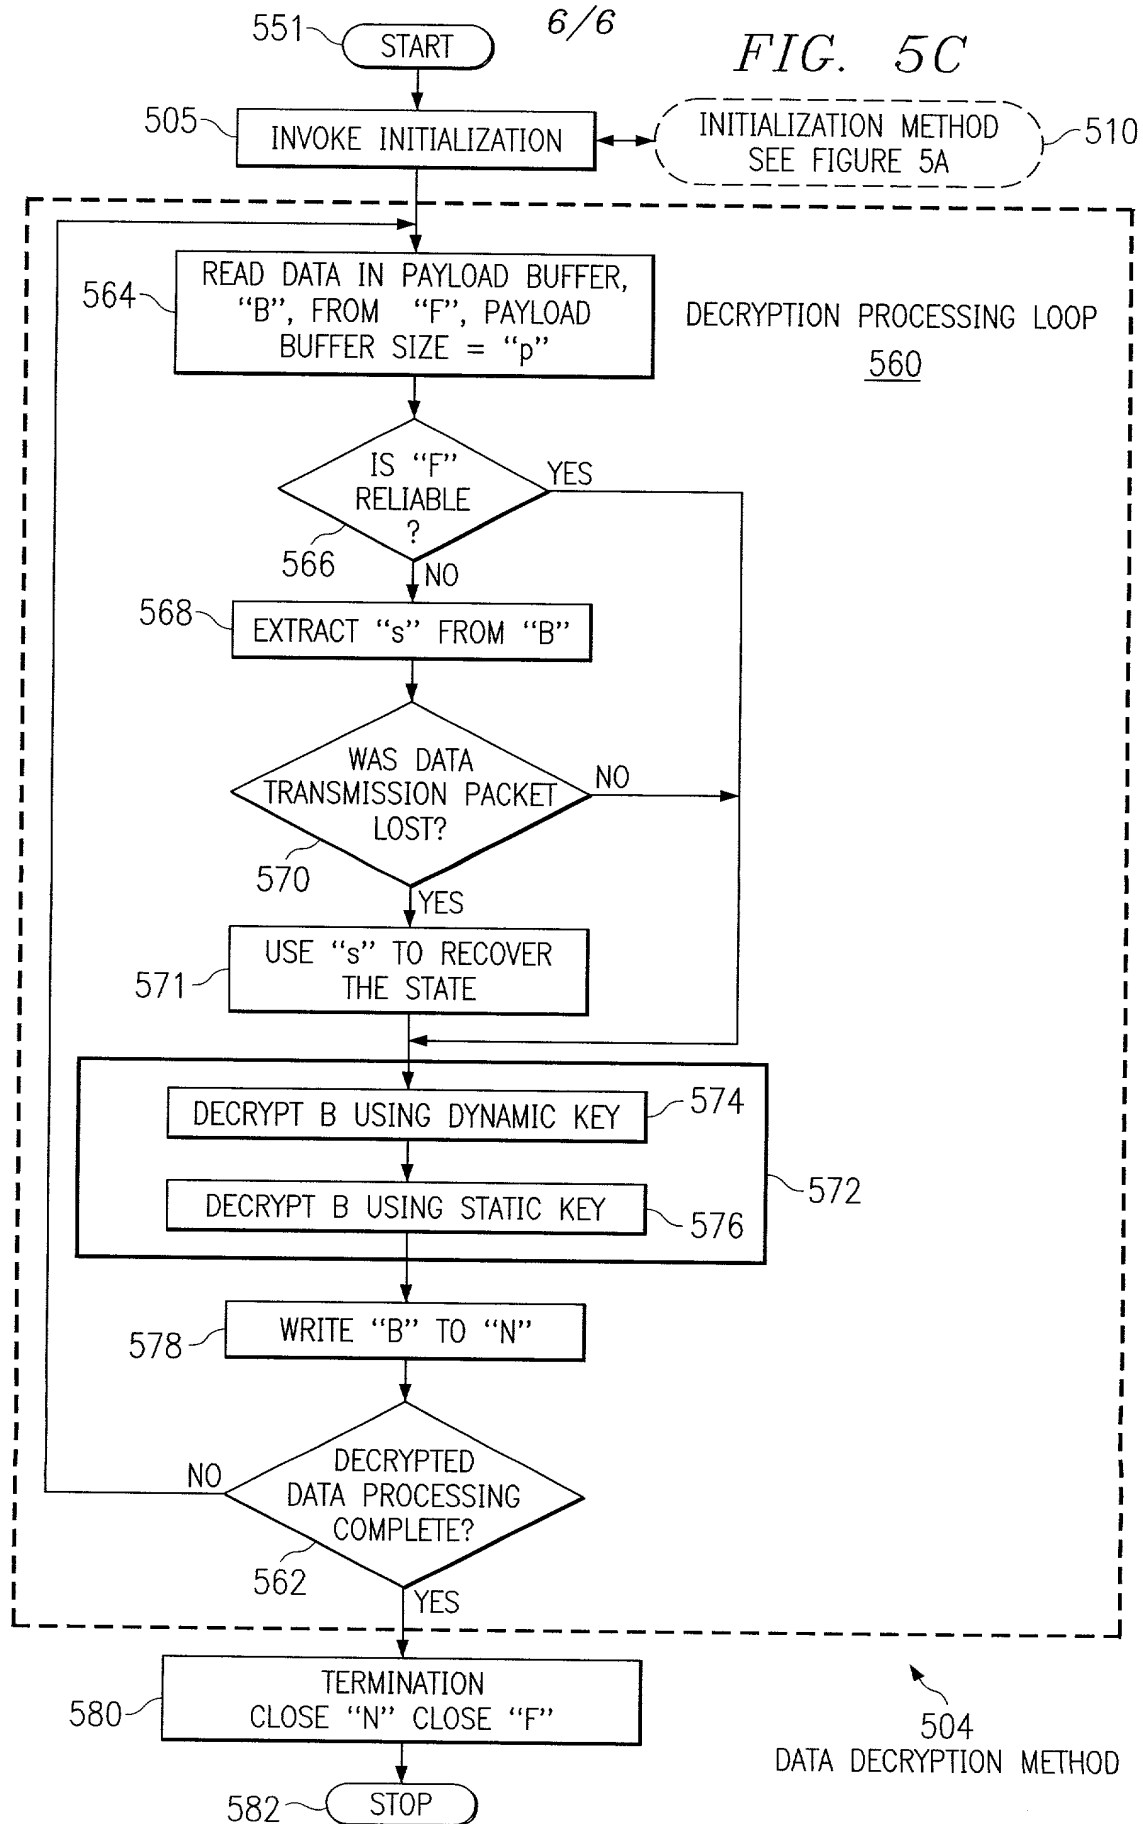 6/6
FIG. 5C
551
START
505
INVOKE INITIALIZATION
INITIALIZATION METHOD
SEE FIGURE 5A
510
564
READ DATA IN PAYLOAD BUFFER,
“B”, FROM “F”, PAYLOAD
BUFFER SIZE = “p”
DECRYPTION PROCESSING LOOP
560
IS “F”
RELIABLE
?
YES
566
NO
568
EXTRACT “s” FROM “B”
WAS DATA
TRANSMISSION PACKET
LOST?
NO
570
YES
571
USE “s” TO RECOVER
THE STATE
DECRYPT B USING DYNAMIC KEY
574
572
DECRYPT B USING STATIC KEY
576
578
WRITE “B” TO “N”
NO
DECRYPTED
DATA PROCESSING
COMPLETE?
562
YES
580
TERMINATION
CLOSE “N” CLOSE “F”
504
DATA DECRYPTION METHOD
582
STOP